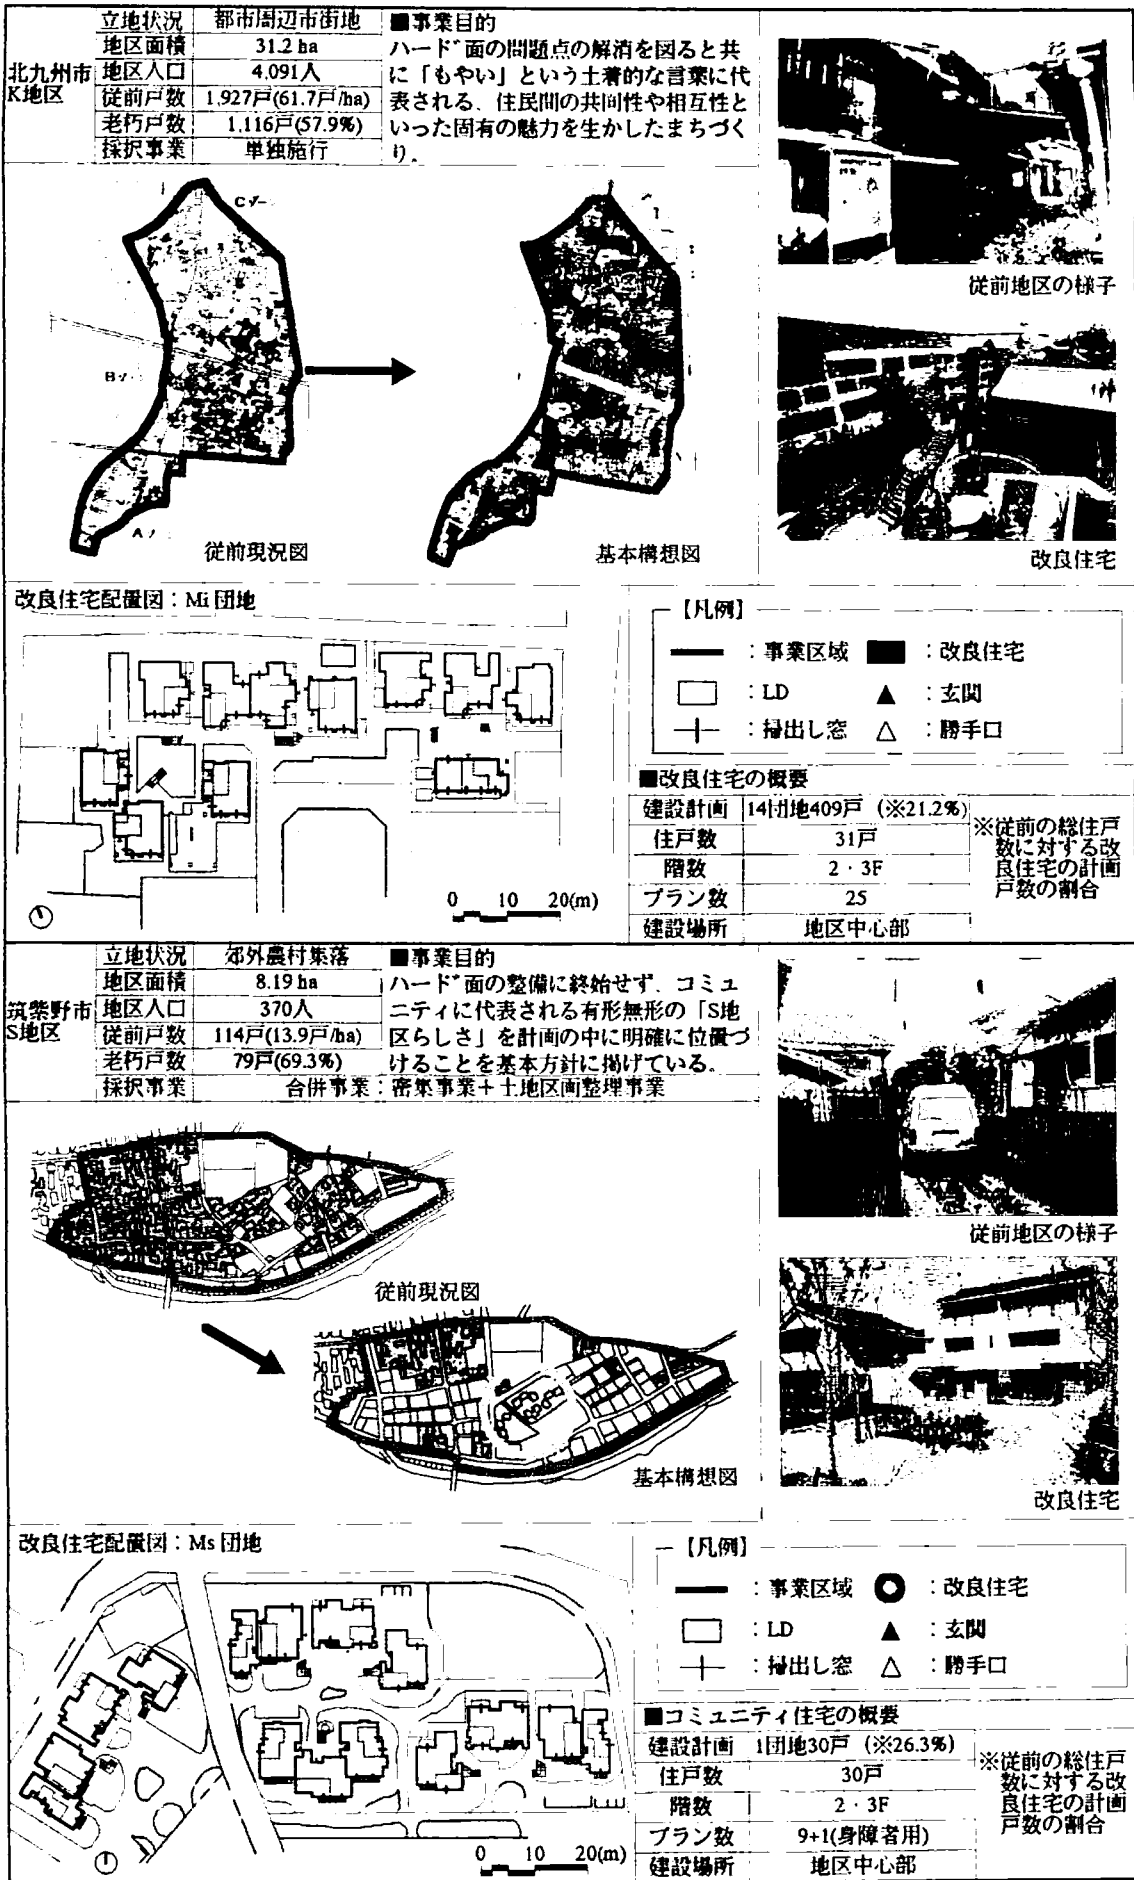 北九州市
K地区
立地状況 都市周辺市街地
地区面積 31.2 ha
地区人口 4,091人
従前戸数 1,927戸(61.7戸/ha)
老朽戸数 1,116戸(57.9%)
採択事業 単独施行
■事業目的
ハード面の問題点の解消を図ると共
に「もやい」という土着的な言葉に代
表される、住民間の共同性や相互性と
いった固有の魅力を生かしたまちづく
り。
従前地区の様子
C
B
A
従前現況図
基本構想図
改良住宅
改良住宅配置図：Mi 団地
0 10 20(m)
【凡例】
：事業区域 ：改良住宅
：LD ：玄関
：掃出し窓 ：勝手口
■改良住宅の概要
建設計画 14団地409戸（※21.2%）
住戸数 31戸
階数 2・3F
プラン数 25
建設場所 地区中心部
※従前の総住戸
数に対する改
良住宅の計画
戸数の割合
筑紫野市
S地区
立地状況 郊外農村集落
地区面積 8.19 ha
地区人口 370人
従前戸数 114戸(13.9戸/ha)
老朽戸数 79戸(69.3%)
採択事業 合併事業：密集事業＋土地区画整理事業
■事業目的
ハード面の整備に終始せず、コミュ
ニティに代表される有形無形の「S地
区らしさ」を計画の中に明確に位置づ
けることを基本方針に掲げている。
従前地区の様子
従前現況図
基本構想図
改良住宅
改良住宅配置図：Ms 団地
0 10 20(m)
【凡例】
：事業区域 ：改良住宅
：LD ：玄関
：掃出し窓 ：勝手口
■コミュニティ住宅の概要
建設計画 1団地30戸（※26.3%）
住戸数 30戸
階数 2・3F
プラン数 9+1(身障者用)
建設場所 地区中心部
※従前の総住戸
数に対する改
良住宅の計画
戸数の割合